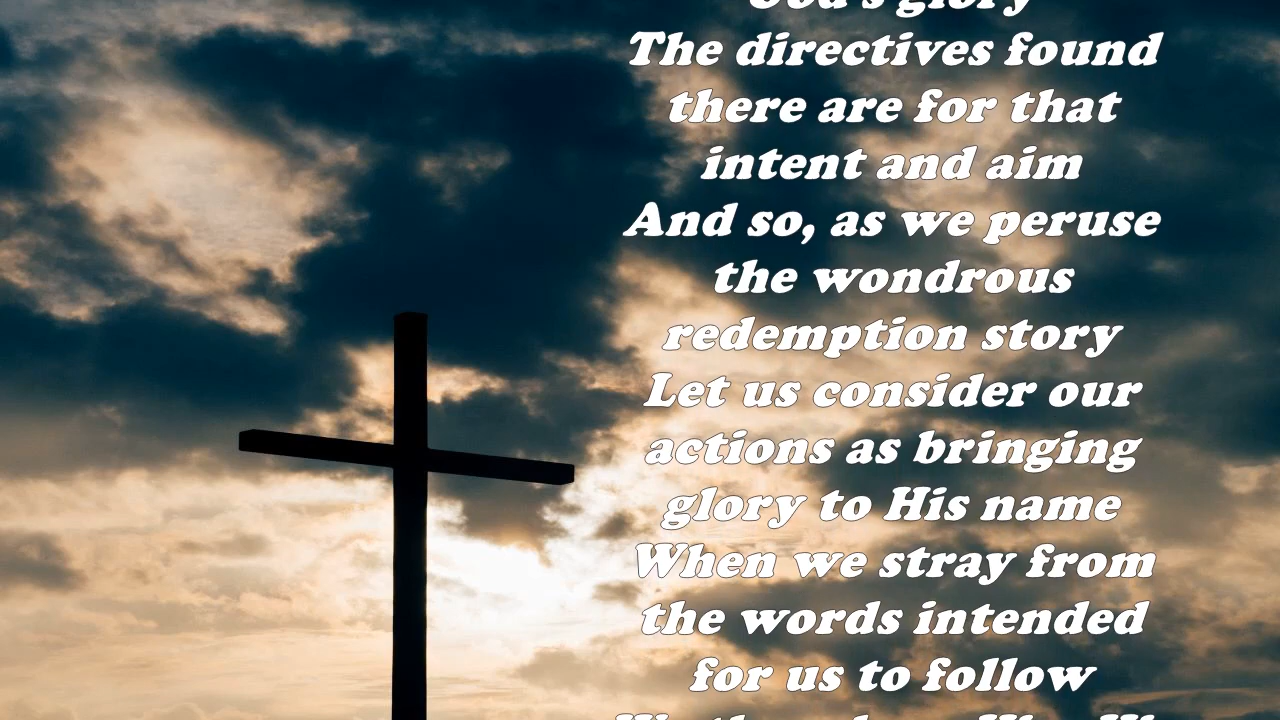 God's glory
The directives found
there are for that
intent and aim
And so, as we peruse
the wondrous
redemption story
Let us consider our
actions as bringing
glory to His name
When we stray from
the words intended
for us to follow